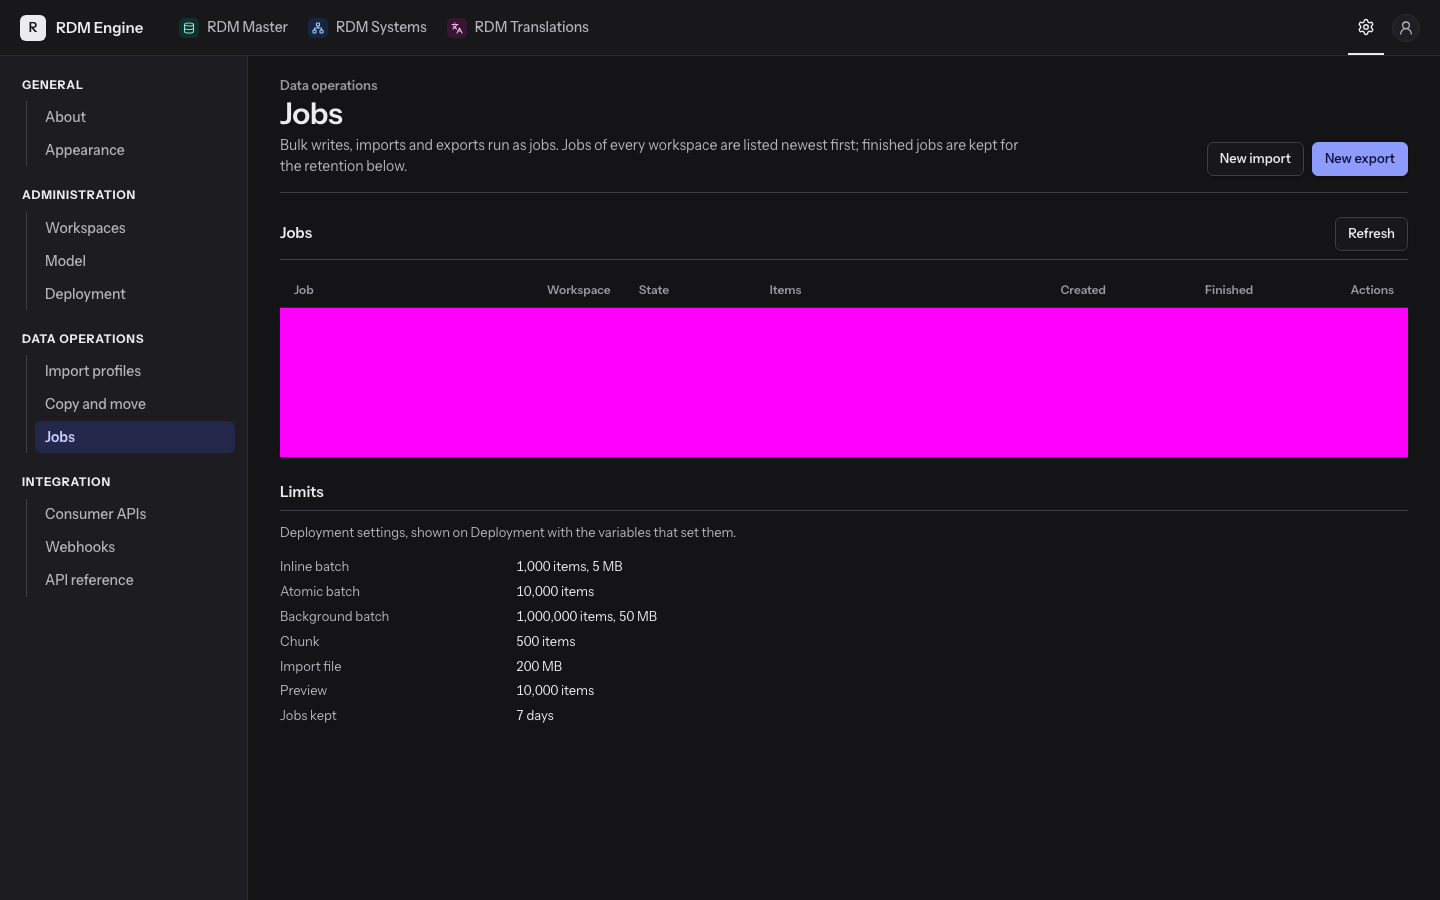 R RDM Engine RDM Master RDM Systems RDM Translations
GENERAL
About
Appearance
ADMINISTRATION
Workspaces
Model
Deployment
DATA OPERATIONS
Import profiles
Copy and move
Jobs
INTEGRATION
Consumer APIs
Webhooks
API reference
Data operations
Jobs
Bulk writes, imports and exports run as jobs. Jobs of every workspace are listed newest first; finished jobs are kept for
the retention below.
New import New export
Jobs Refresh
Job Workspace State Items Created Finished Actions
Limits
Deployment settings, shown on Deployment with the variables that set them.
Inline batch 1,000 items, 5 MB
Atomic batch 10,000 items
Background batch 1,000,000 items, 50 MB
Chunk 500 items
Import file 200 MB
Preview 10,000 items
Jobs kept 7 days